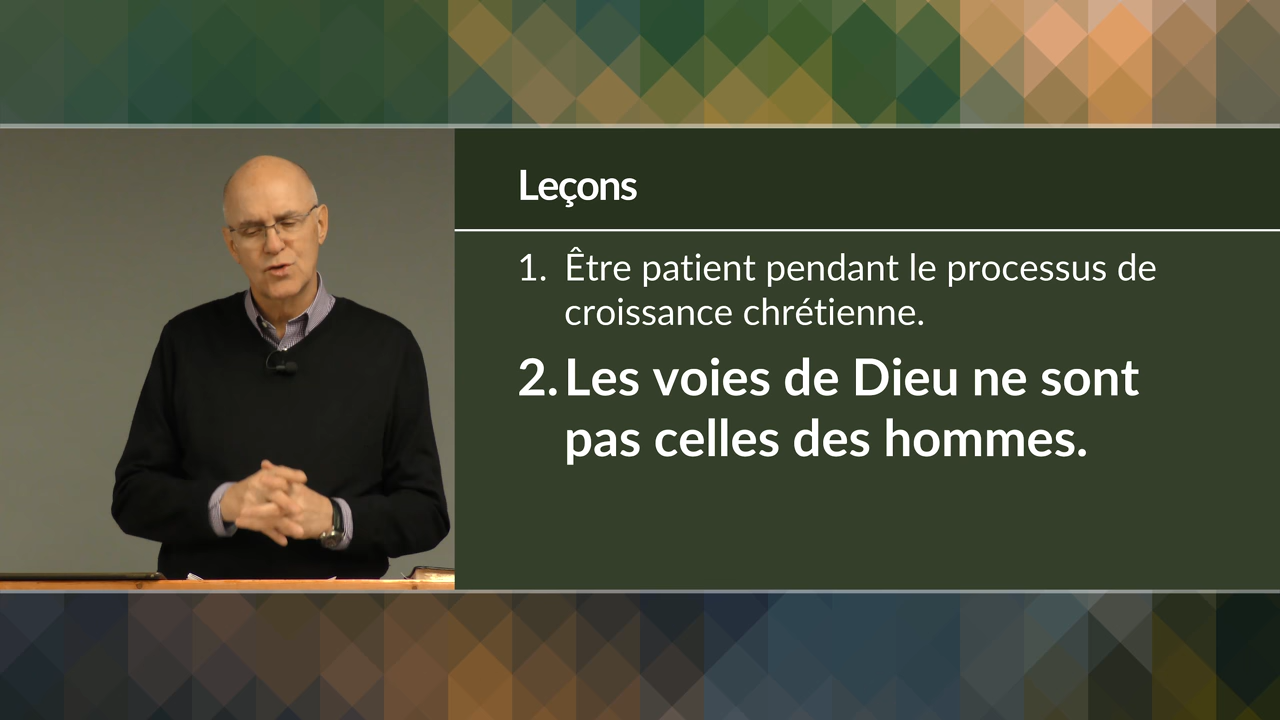 Leçons
1. Être patient pendant le processus de
croissance chrétienne.
2. Les voies de Dieu ne sont
pas celles des hommes.